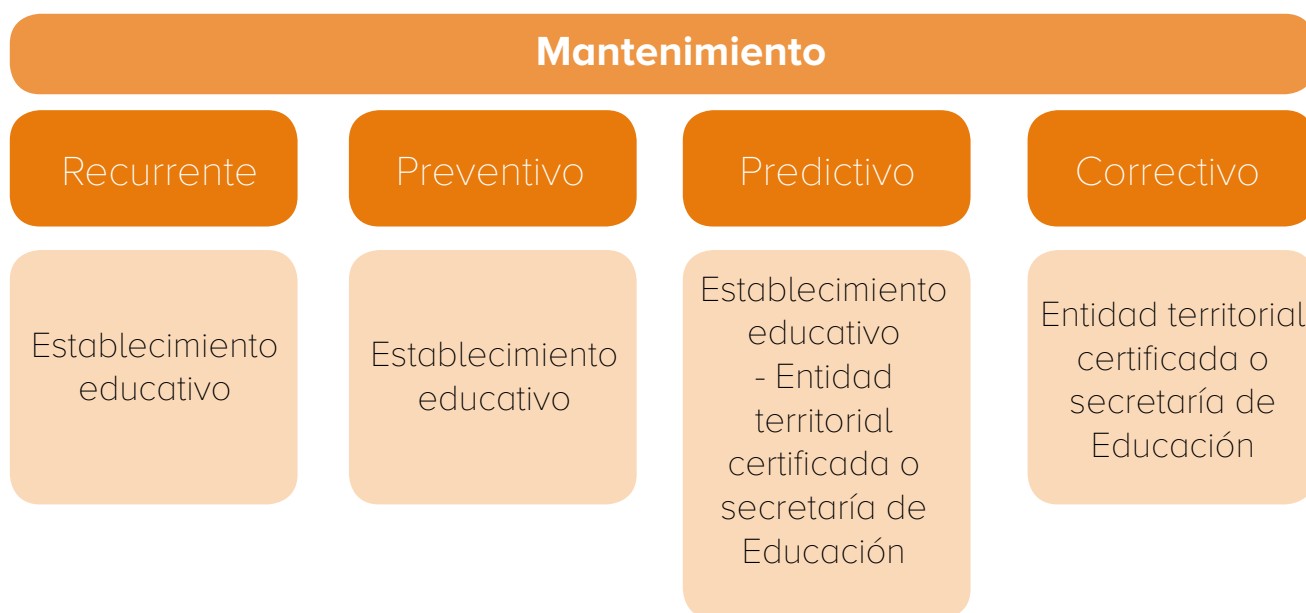 Mantenimiento
Recurrente
Preventivo
Predictivo
Correctivo
Establecimiento
educativo
Establecimiento
educativo
Establecimiento
educativo
- Entidad
territorial
certificada o
secretaría de
Educación
Entidad territorial
certificada o
secretaría de
Educación